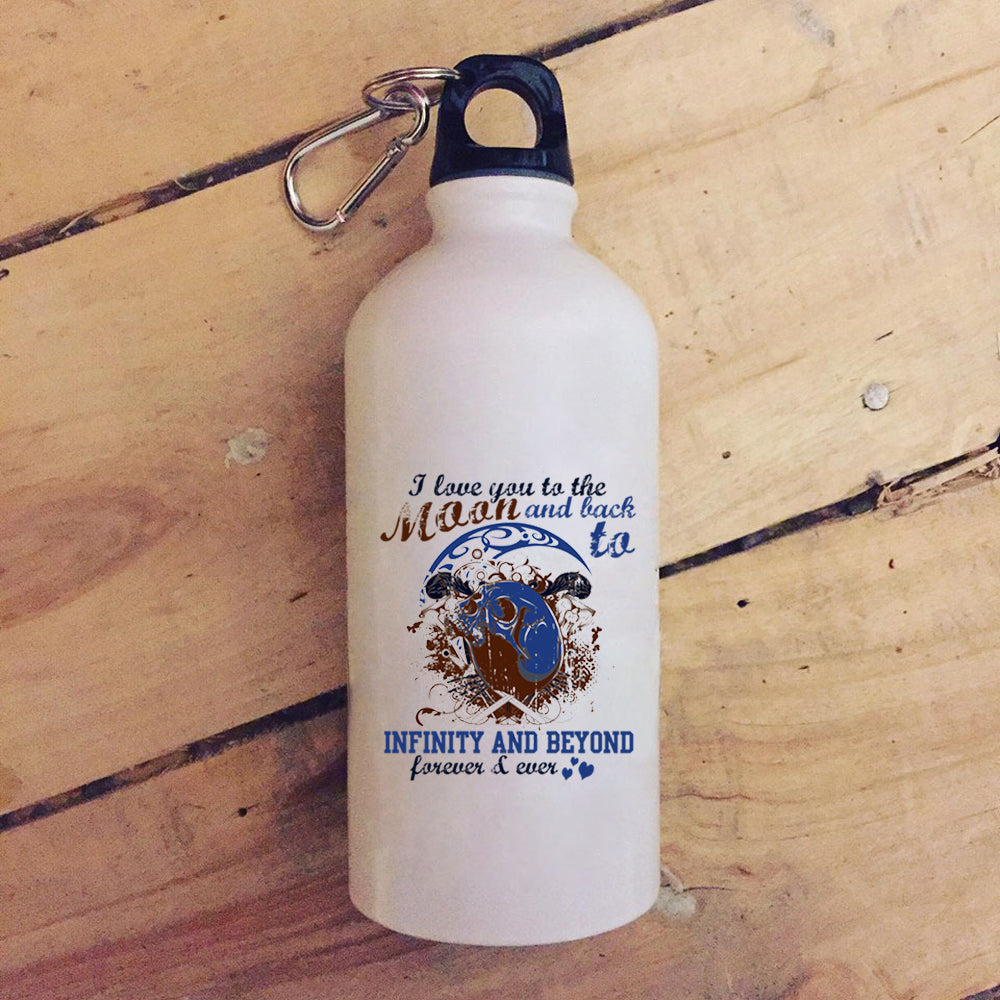 I love you to the
Moon and back
to
INFINITY AND BEYOND
forever & ever